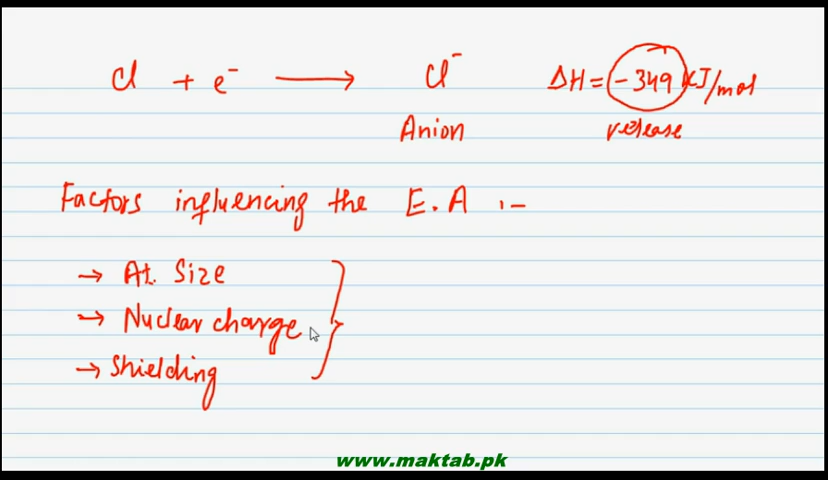 Cl + e⁻ ⟶ Cl⁻ ΔH = -349 KJ/mol
Anion release
Factors influencing the E.A :-
→ At. Size
→ Nuclear charge
→ Shielding
www.maktab.pk